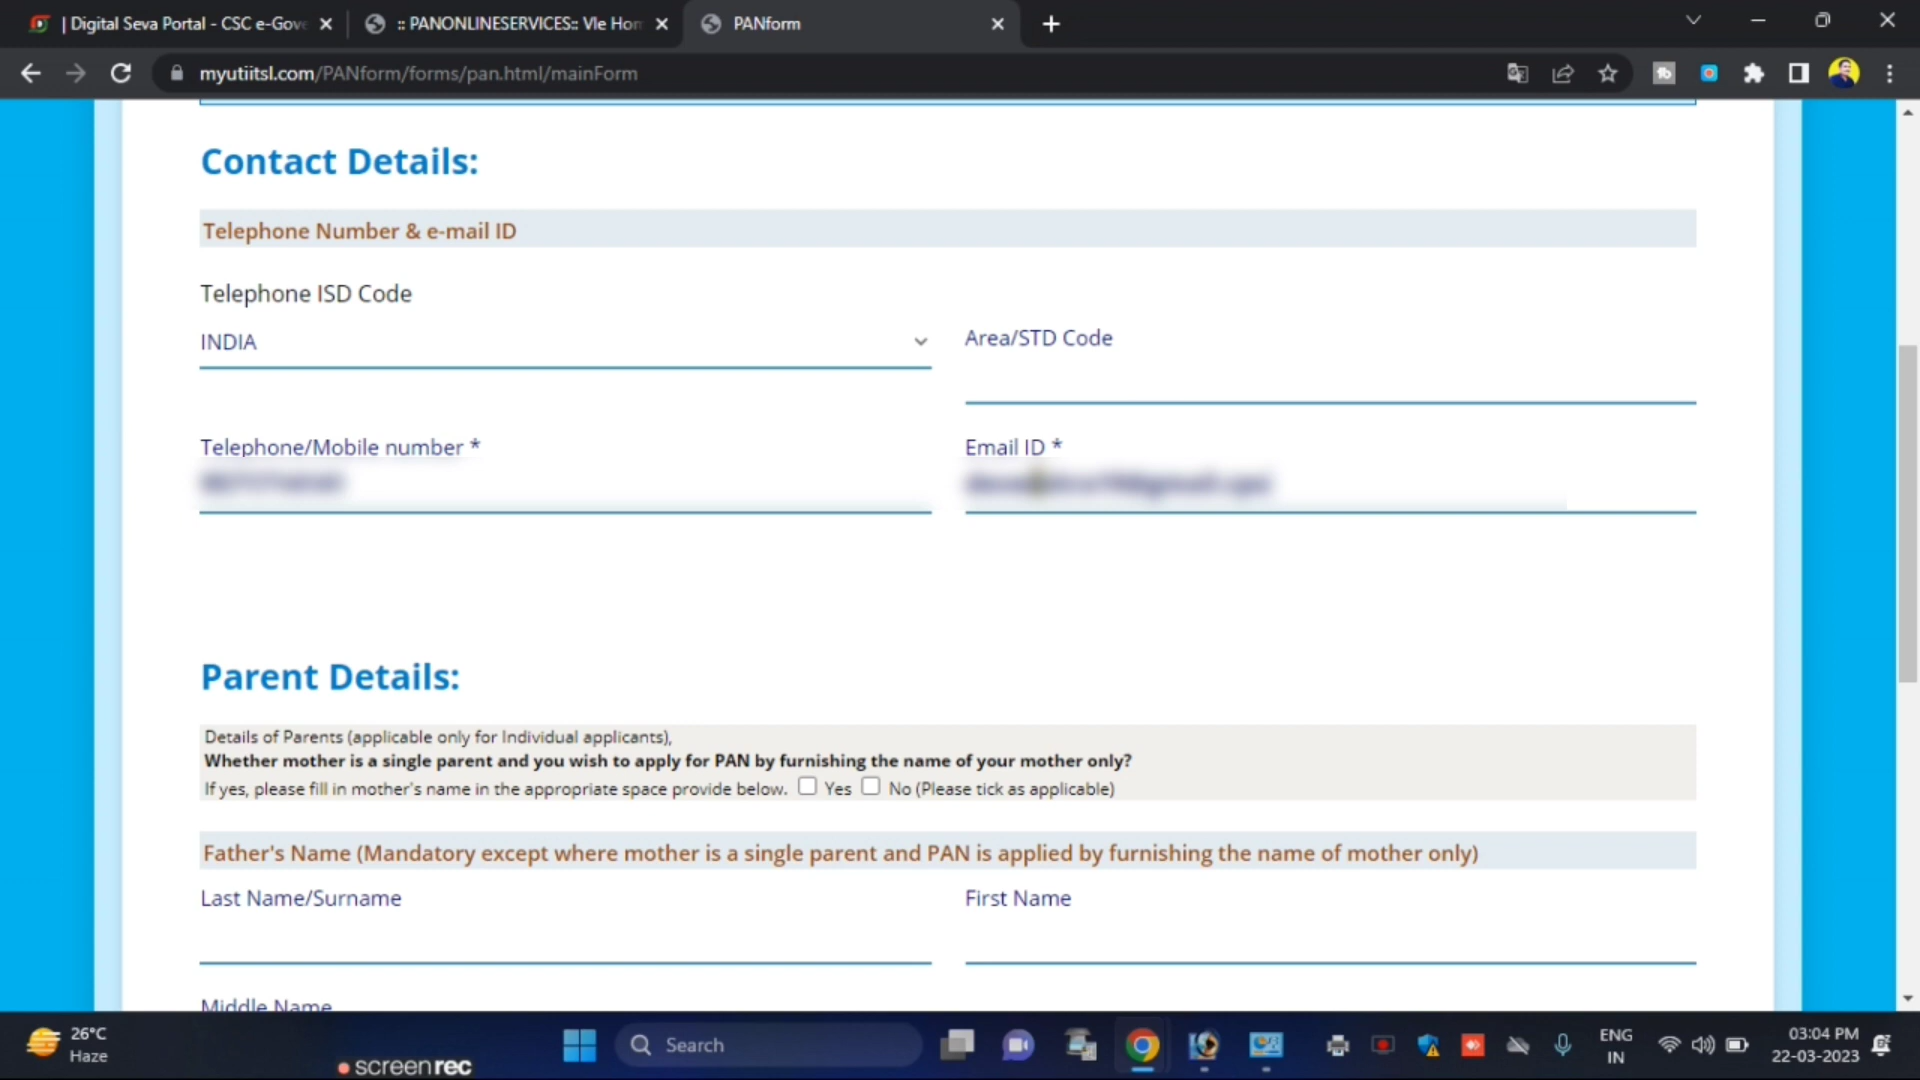 | Digital Seva Portal - CSC e-Gove
:: PANONLINESERVICES:: Vle Hom
PANform
myutiitsl.com/PANform/forms/pan.html/mainForm
Contact Details:
Telephone Number & e-mail ID
Telephone ISD Code
INDIA
Area/STD Code
Telephone/Mobile number *
Email ID *
Parent Details:
Details of Parents (applicable only for Individual applicants),
Whether mother is a single parent and you wish to apply for PAN by furnishing the name of your mother only?
If yes, please fill in mother's name in the appropriate space provide below. Yes No (Please tick as applicable)
Father's Name (Mandatory except where mother is a single parent and PAN is applied by furnishing the name of mother only)
Last Name/Surname
First Name
Middle Name
26°C
Haze
screenrec
Search
ENG
IN
03:04 PM
22-03-2023